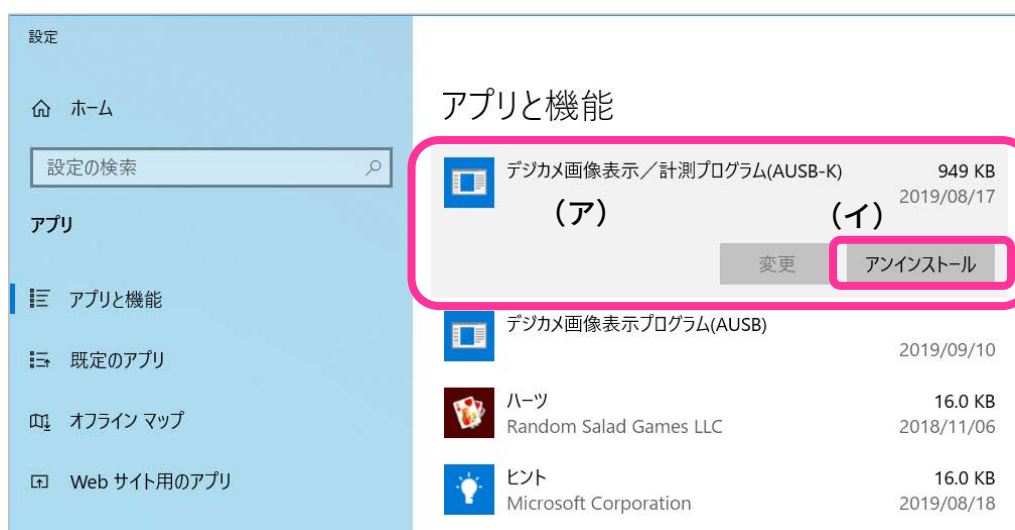 設定
ホーム
設定の検索
アプリ
アプリと機能
既定のアプリ
オフライン マップ
Web サイト用のアプリ
アプリと機能
デジカメ画像表示／計測プログラム(AUSB-K)
949 KB
2019/08/17
（ア）
（イ）
変更
アンインストール
デジカメ画像表示プログラム(AUSB)
2019/09/10
ハーツ
16.0 KB
Random Salad Games LLC
2018/11/06
ヒント
16.0 KB
Microsoft Corporation
2019/08/18